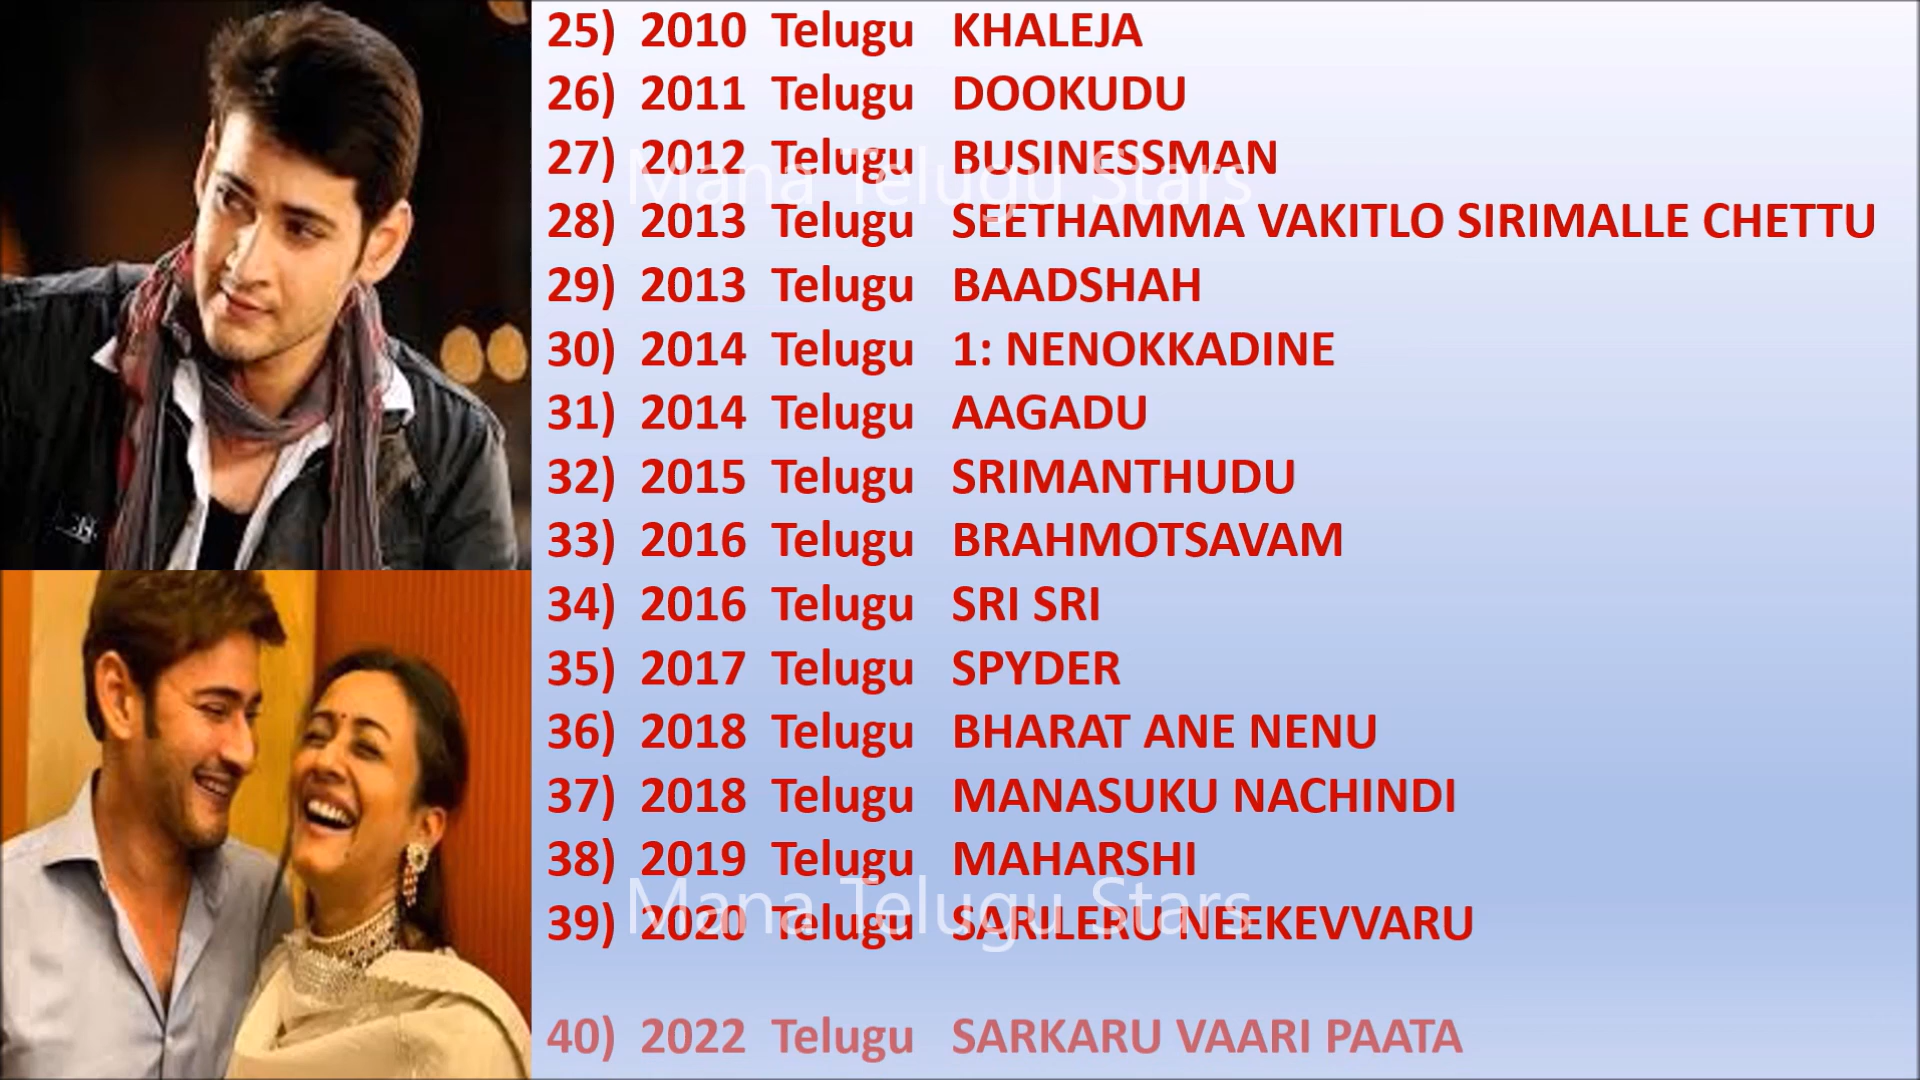 25) 2010 Telugu KHALEJA
26) 2011 Telugu DOOKUDU
27) 2012 Telugu BUSINESSMAN
Mana Telugu Stars
28) 2013 Telugu SEETHAMMA VAKITLO SIRIMALLE CHETTU
29) 2013 Telugu BAADSHAH
30) 2014 Telugu 1: NENOKKADINE
31) 2014 Telugu AAGADU
32) 2015 Telugu SRIMANTHUDU
33) 2016 Telugu BRAHMOTSAVAM
34) 2016 Telugu SRI SRI
35) 2017 Telugu SPYDER
36) 2018 Telugu BHARAT ANE NENU
37) 2018 Telugu MANASUKU NACHINDI
38) 2019 Telugu MAHARSHI
Mana Telugu Stars
39) 2020 Telugu SARILERU NEEKEVVARU
40) 2022 Telugu SARKARU VAARI PAATA